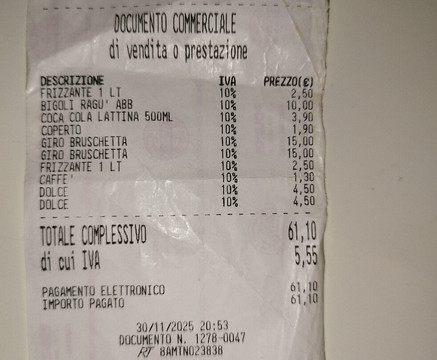 DOCUMENTO COMMERCIALE
di vendita o prestazione
DESCRIZIONE IVA PREZZO(€)
FRIZZANTE 1 LT 10% 2,50
BIGOLI RAGU' ABB 10% 10,00
COCA COLA LATTINA 500ML 10% 3,90
COPERTO 10% 1,90
GIRO BRUSCHETTA 10% 15,00
GIRO BRUSCHETTA 10% 15,00
FRIZZANTE 1 LT 10% 2,50
CAFFE' 10% 1,30
DOLCE 10% 4,50
DOLCE 10% 4,50
TOTALE COMPLESSIVO 61,10
di cui IVA 5,55
PAGAMENTO ELETTRONICO 61,10
IMPORTO PAGATO 61,10
30/11/2025 20:53
DOCUMENTO N. 1278-0047
RT 8AMTN023838